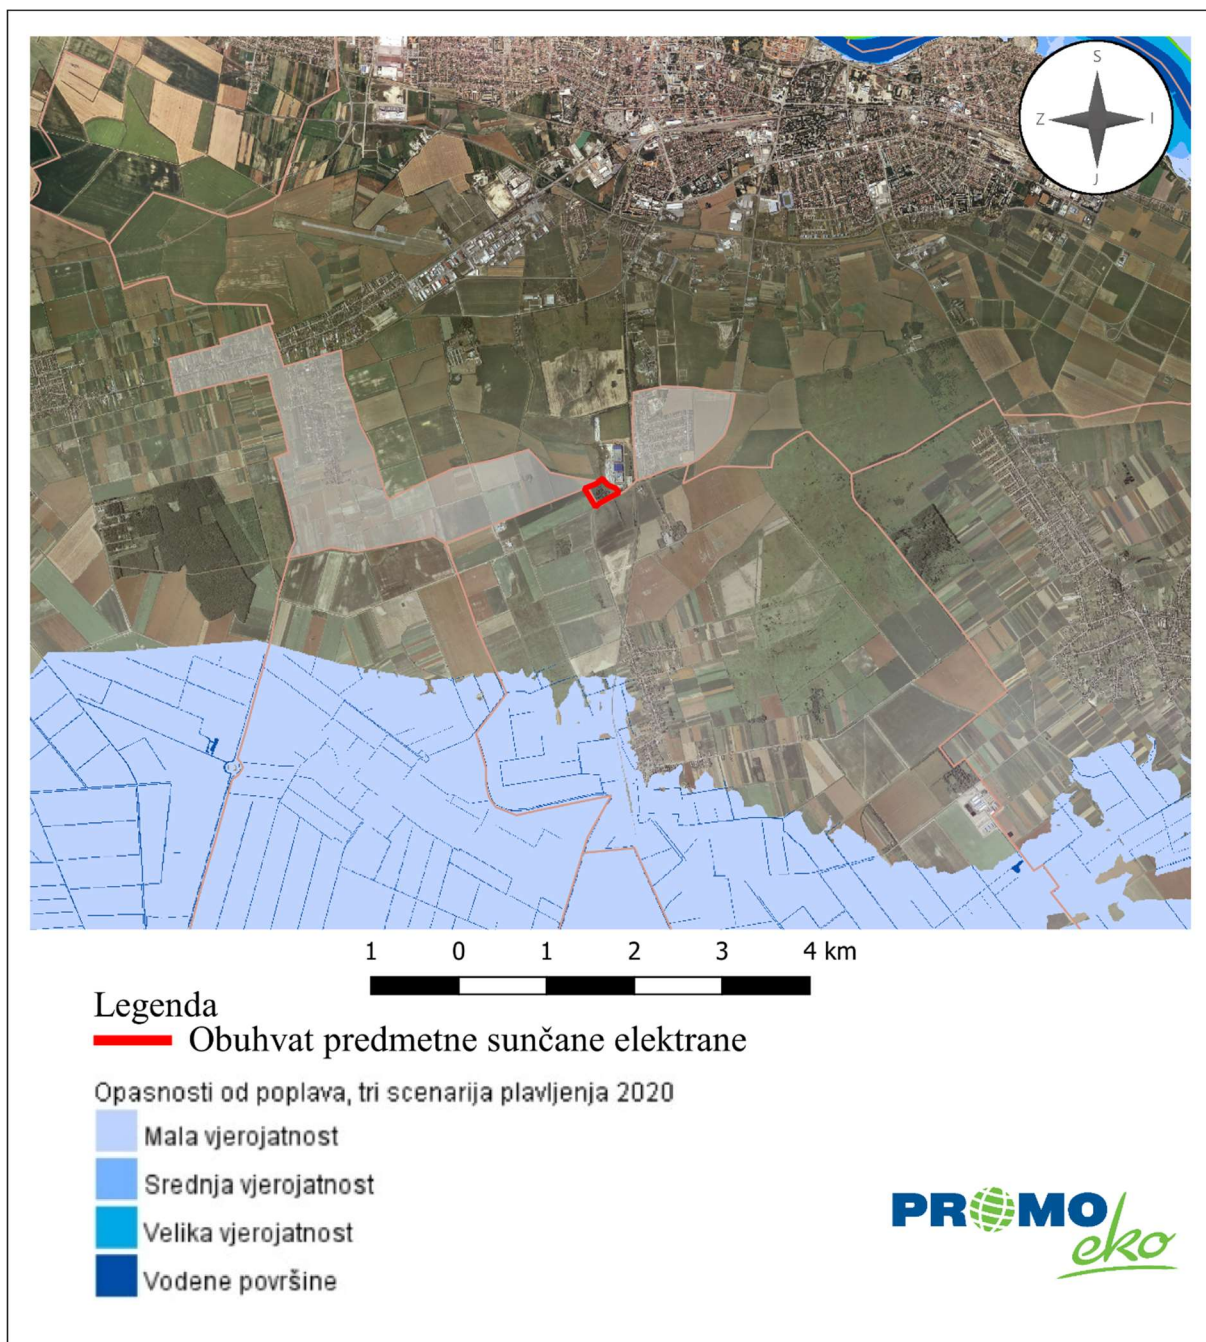 S
Z
I
J
1 0 1 2 3 4 km
Legenda
Obuhvat predmetne sunčane elektrane
Opasnosti od poplava, tri scenarija plavljenja 2020
Mala vjerojatnost
Srednja vjerojatnost
Velika vjerojatnost
Vodene površine
PROMO
eko